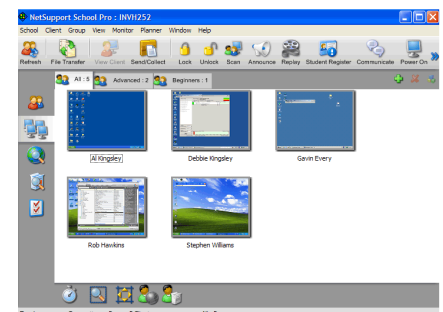 NetSupport School Pro : INVH252
School Client Group View Monitor Planner Window Help
Refresh File Transfer View Client Send/Collect Lock Unlock Scan Announce Replay Student Register Communicate Power On
All : 5 Advanced : 2 Beginners : 1
Al Kingsley Debbie Kingsley Gavin Every
Rob Hawkins Stephen Williams